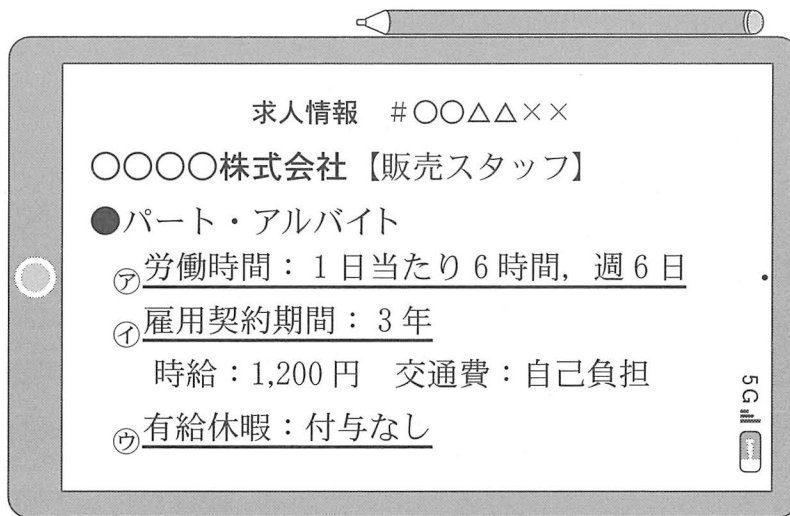 求人情報 #〇〇△△××
〇〇〇〇株式会社【販売スタッフ】
●パート・アルバイト
㋐労働時間：1日当たり6時間，週6日
㋑雇用契約期間：3年
時給：1,200円 交通費：自己負担
㋒有給休暇：付与なし
5G